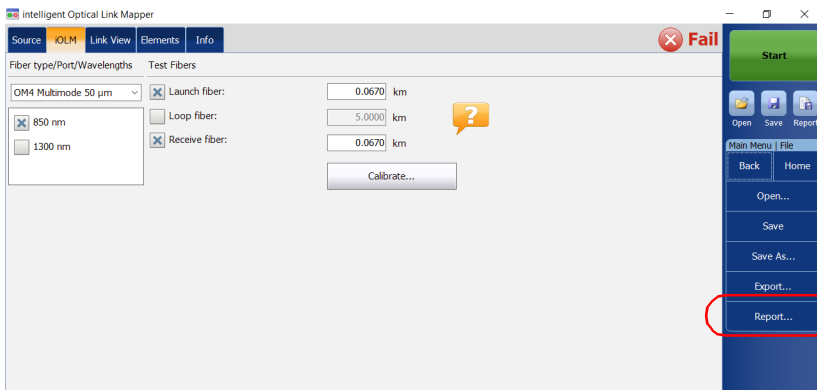 intelligent Optical Link Mapper
Source iOLM Link View Elements Info
Fail
Start
Fiber type/Port/Wavelengths Test Fibers
OM4 Multimode 50 µm
Launch fiber: 0.0670 km
850 nm
Loop fiber: 5.0000 km
1300 nm
Receive fiber: 0.0670 km
Calibrate...
Open Save Report
Main Menu | File
Back Home
Open...
Save
Save As...
Export...
Report...